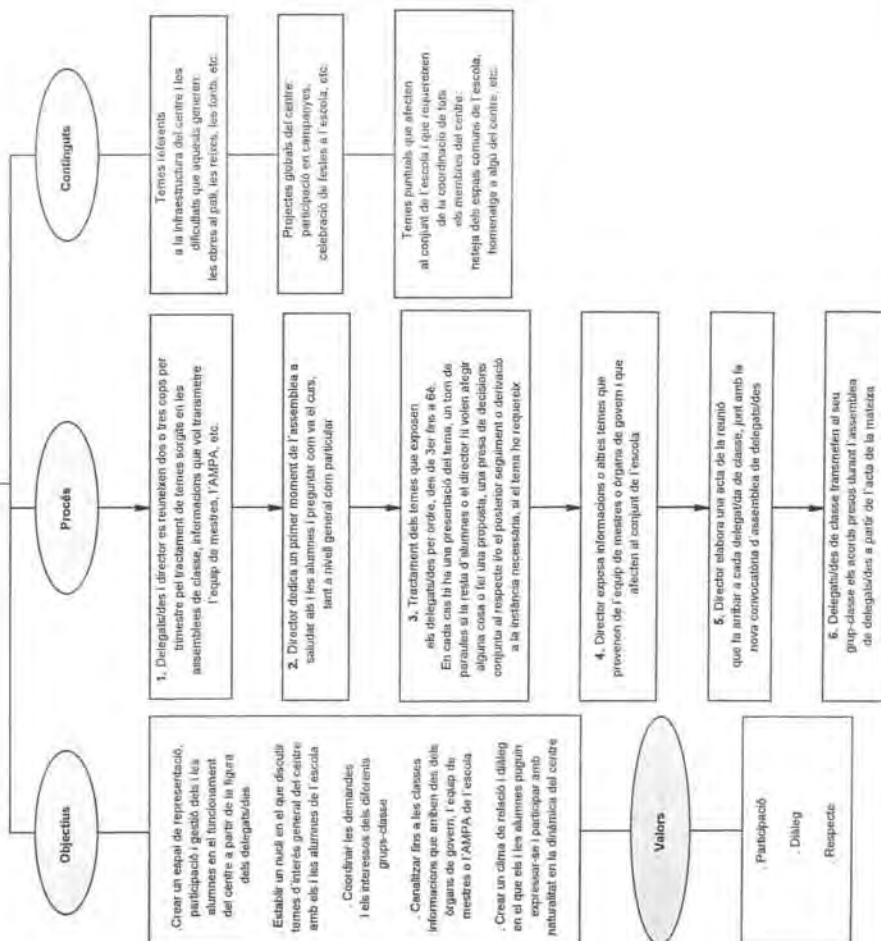 Objectius
. Crear un espai de representació,
participació i gestió dels i les
alumnes en el funcionament
del centre a partir de la figura
dels delegats/des
. Establir un nucli en el que discutir
temes d'interès general del centre
amb els i les alumnes de l'escola
. Coordinar les demandes
i els interessos dels diferents
grups-classe
. Canalitzar fins a les classes
informacions que arriben des dels
òrgans de govern, l'equip de
mestres o l'AMPA de l'escola
. Crear un clima de relació i diàleg
en el que els i les alumnes puguin
expressar-se i participar amb
naturalitat en la dinàmica del centre
Valors
. Participació
. Diàleg
. Respecte
Procés
1. Delegats/des i director es reuneixen dos o tres cops per
trimestre pel tractament de temes sorgits en les
assemblees de classe, informacions que vol transmetre
l'equip de mestres, l'AMPA, etc.
2. Director dedica un primer moment de l'assemblea a
saludar als i les alumnes i preguntar com va el curs,
tant a nivell general com particular
3. Tractament dels temes que exposen
els delegats/des per ordre, des de 3er fins a 6è.
En cada cas hi ha una presentació del tema, un torn de
paraules si la resta d'alumnes o el director hi volen afegir
alguna cosa o fer una proposta, una presa de decisions
conjunta al respecte i/o el posterior seguiment o derivació
a la instància necessària, si el tema ho requereix
4. Director exposa informacions o altres temes que
provenen de l'equip de mestres o òrgans de govern i que
afecten al conjunt de l'escola
5. Director elabora una acta de la reunió
que fa arribar a cada delegat/da de classe, junt amb la
nova convocatòria d'assemblea de delegats/des
6. Delegats/des de classe transmeten al seu
grup-classe els acords presos durant l'assemblea
de delegats/des a partir de l'acta de la mateixa
Continguts
Temes referents
a la infraestructura del centre i les
dificultats que aquests generen:
les obres al pati, les reixes, les fonts, etc.
Projectes globals del centre:
participació en campanyes,
celebració de festes a l'escola, etc.
Temes puntuals que afecten
al conjunt de l'escola i que requereixen
de la coordinació de tots
els membres del centre:
neteja dels espais comuns de l'escola,
homenatge a algú del centre, etc.